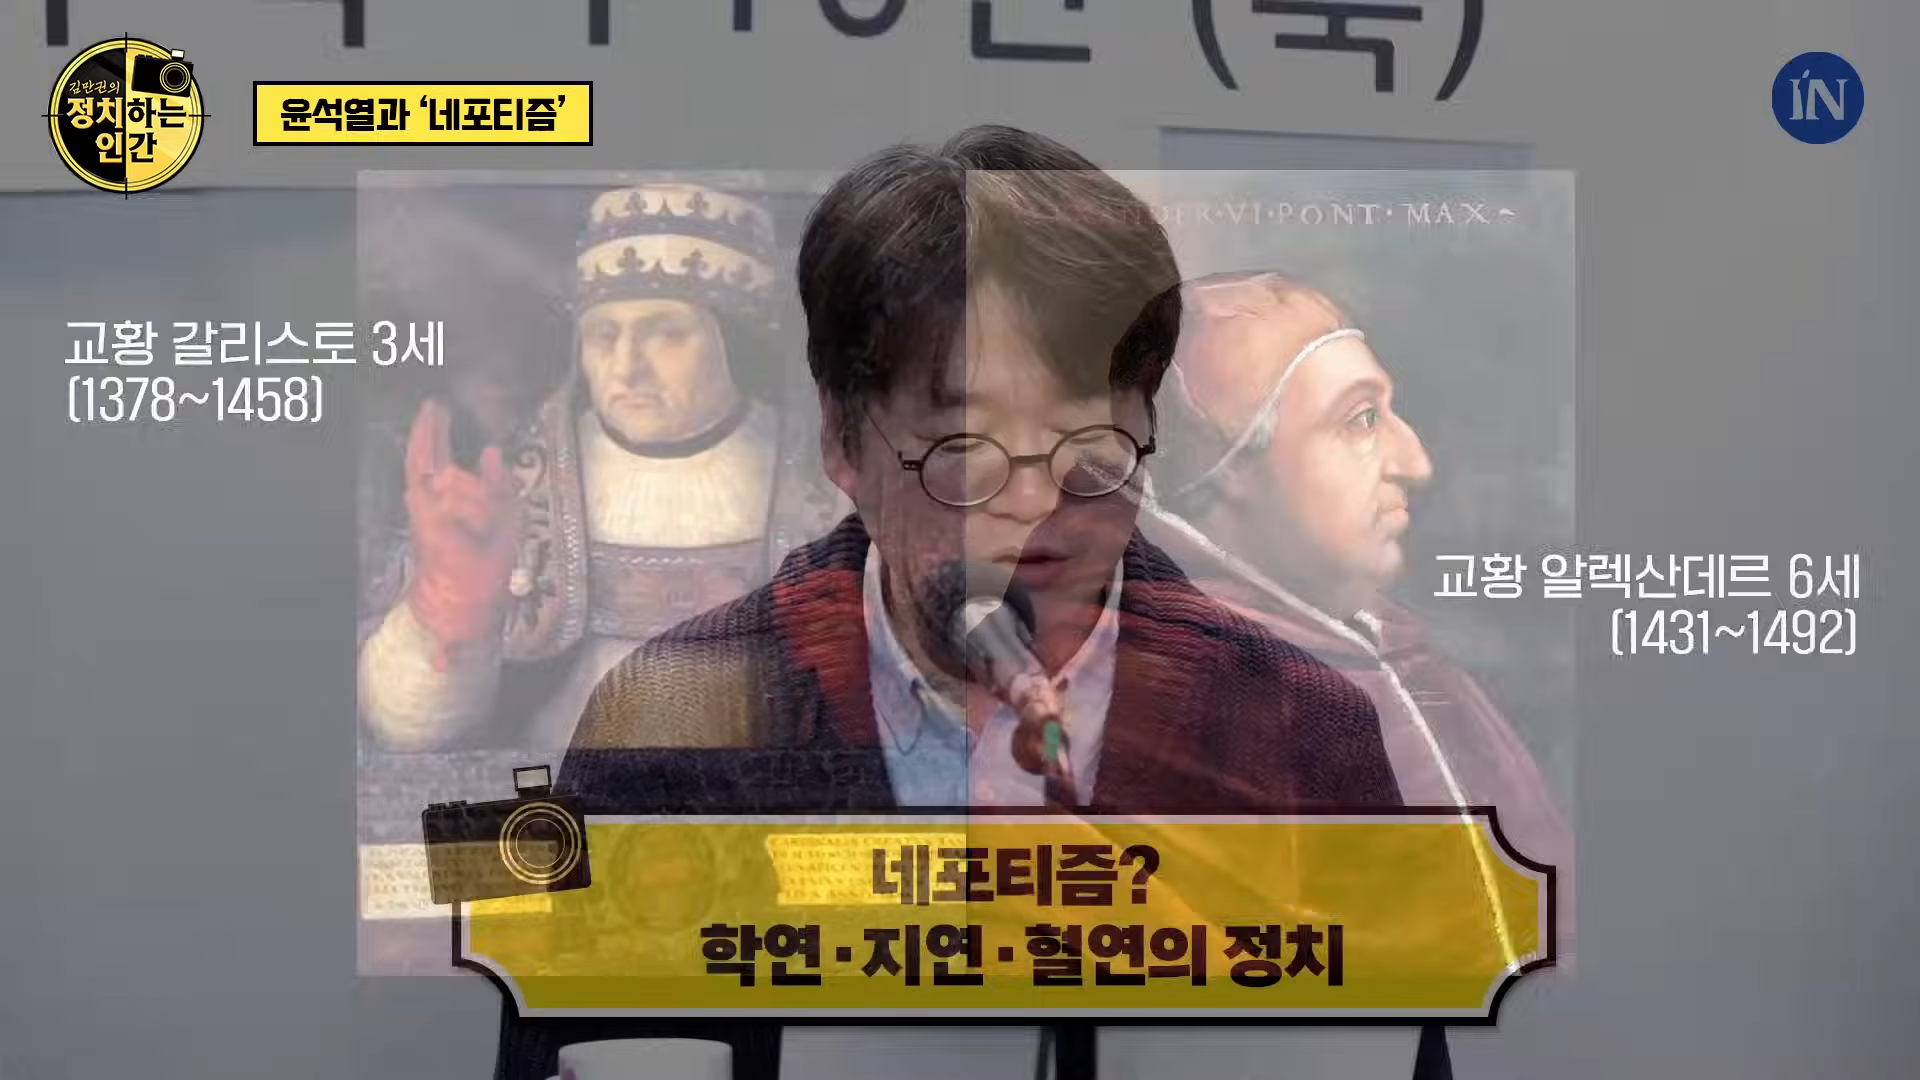 김만권의
정치하는
인간
윤석열과 ‘네포티즘’
iN
교황 갈리스토 3세
(1378~1458)
VI·PONT·MAX~
교황 알렉산데르 6세
(1431~1492)
네포티즘?
학연·지연·혈연의 정치